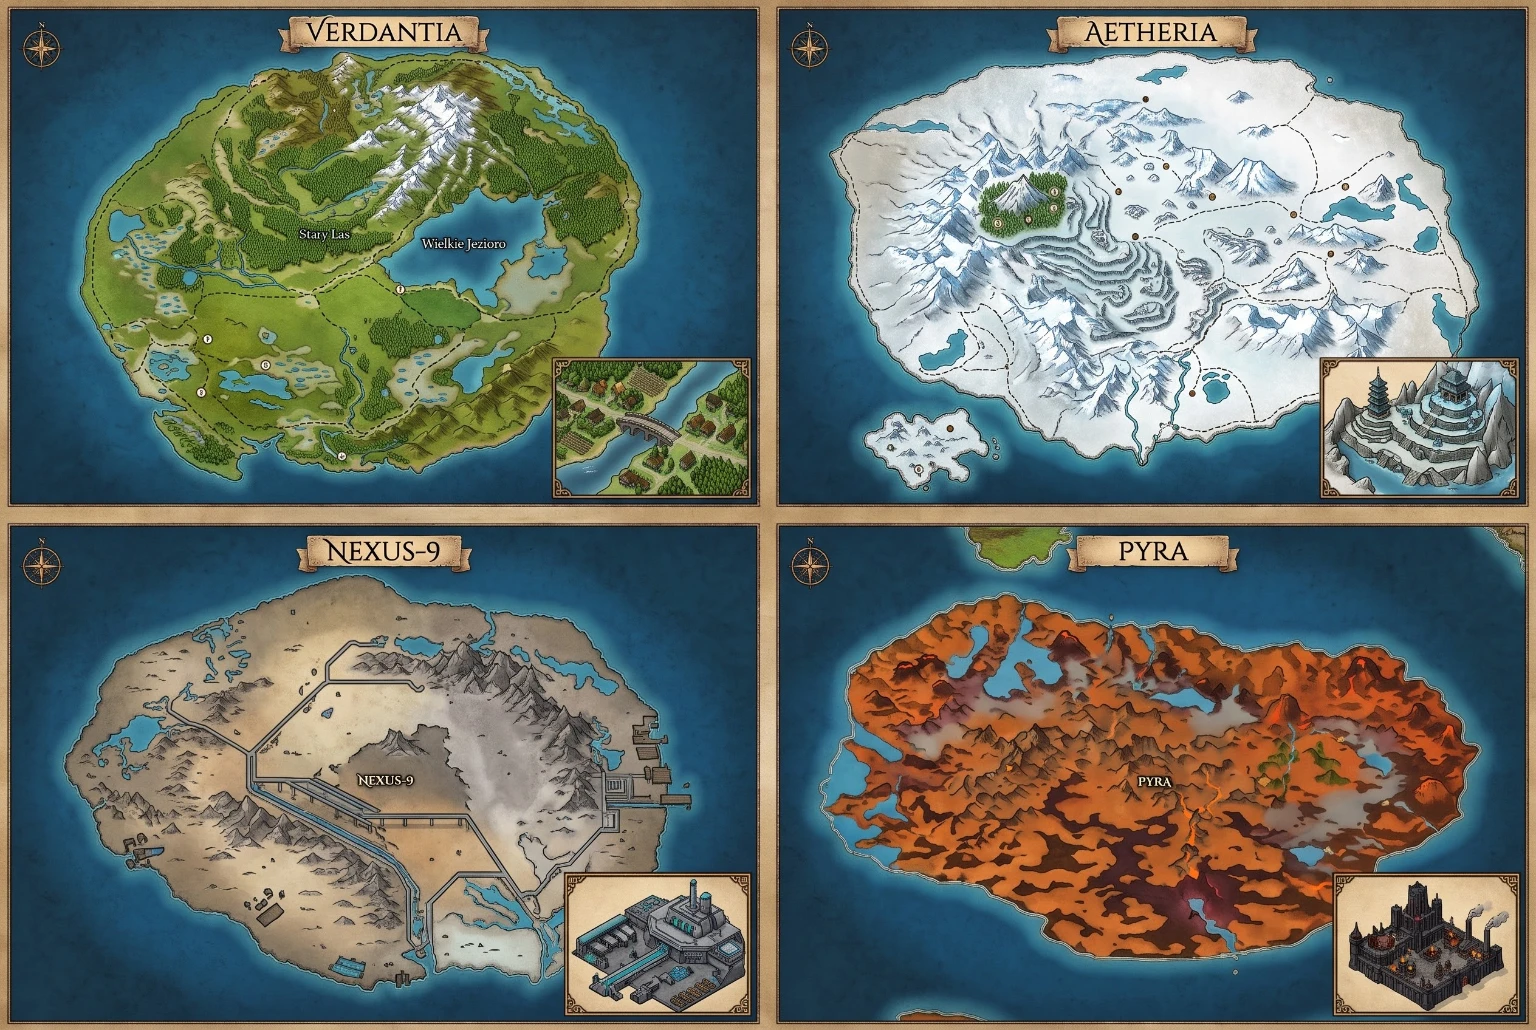 N
VERDANTIA
Stary Las
Wielkie Jezioro
N
AETHERIA
N
NEXUS-9
NEXUS-9
N
PYRA
PYRA